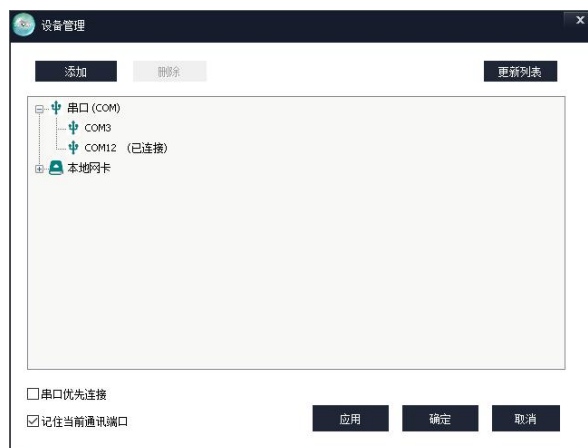 设备管理
添加 删除 更新列表
串口(COM)
COM3
COM12 (已连接)
本地网卡
串口优先连接
记住当前通讯端口
应用 确定 取消